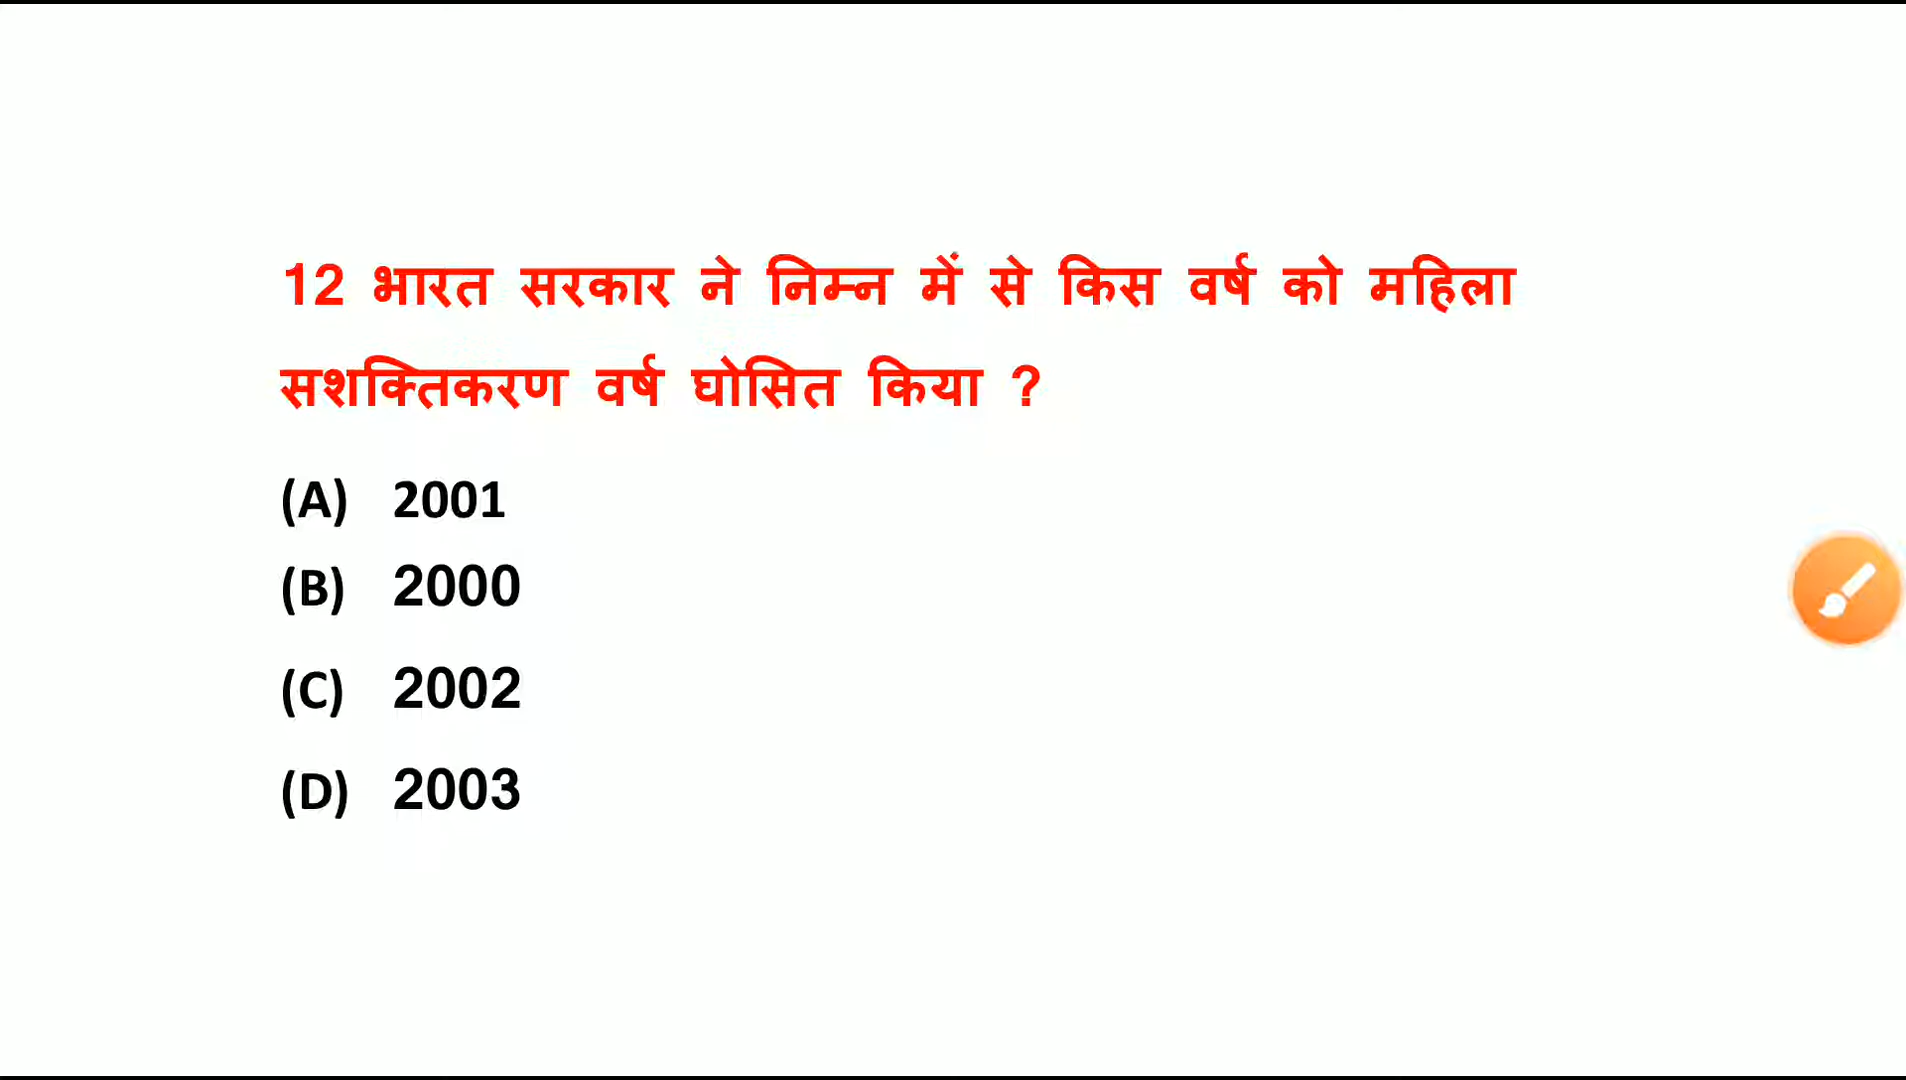 12 भारत सरकार ने निम्न में से किस वर्ष को महिला
सशक्तिकरण वर्ष घोसित किया ?
(A) 2001
(B) 2000
(C) 2002
(D) 2003